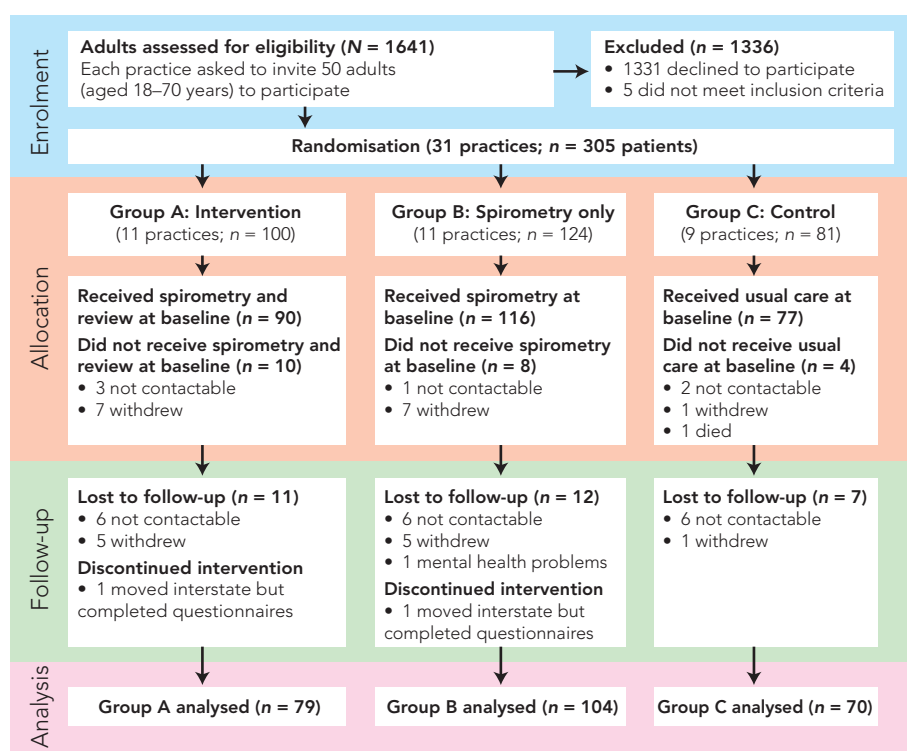 Enrolment
Adults assessed for eligibility (N = 1641)
Each practice asked to invite 50 adults
(aged 18–70 years) to participate
Excluded (n = 1336)
• 1331 declined to participate
• 5 did not meet inclusion criteria
Randomisation (31 practices; n = 305 patients)
Allocation
Group A: Intervention
(11 practices; n = 100)
Group B: Spirometry only
(11 practices; n = 124)
Group C: Control
(9 practices; n = 81)
Received spirometry and
review at baseline (n = 90)
Did not receive spirometry and
review at baseline (n = 10)
• 3 not contactable
• 7 withdrew
Received spirometry at
baseline (n = 116)
Did not receive spirometry
at baseline (n = 8)
• 1 not contactable
• 7 withdrew
Received usual care at
baseline (n = 77)
Did not receive usual
care at baseline (n = 4)
• 2 not contactable
• 1 withdrew
• 1 died
Follow-up
Lost to follow-up (n = 11)
• 6 not contactable
• 5 withdrew
Discontinued intervention
• 1 moved interstate but
completed questionnaires
Lost to follow-up (n = 12)
• 6 not contactable
• 5 withdrew
• 1 mental health problems
Discontinued intervention
• 1 moved interstate but
completed questionnaires
Lost to follow-up (n = 7)
• 6 not contactable
• 1 withdrew
Analysis
Group A analysed (n = 79)
Group B analysed (n = 104)
Group C analysed (n = 70)